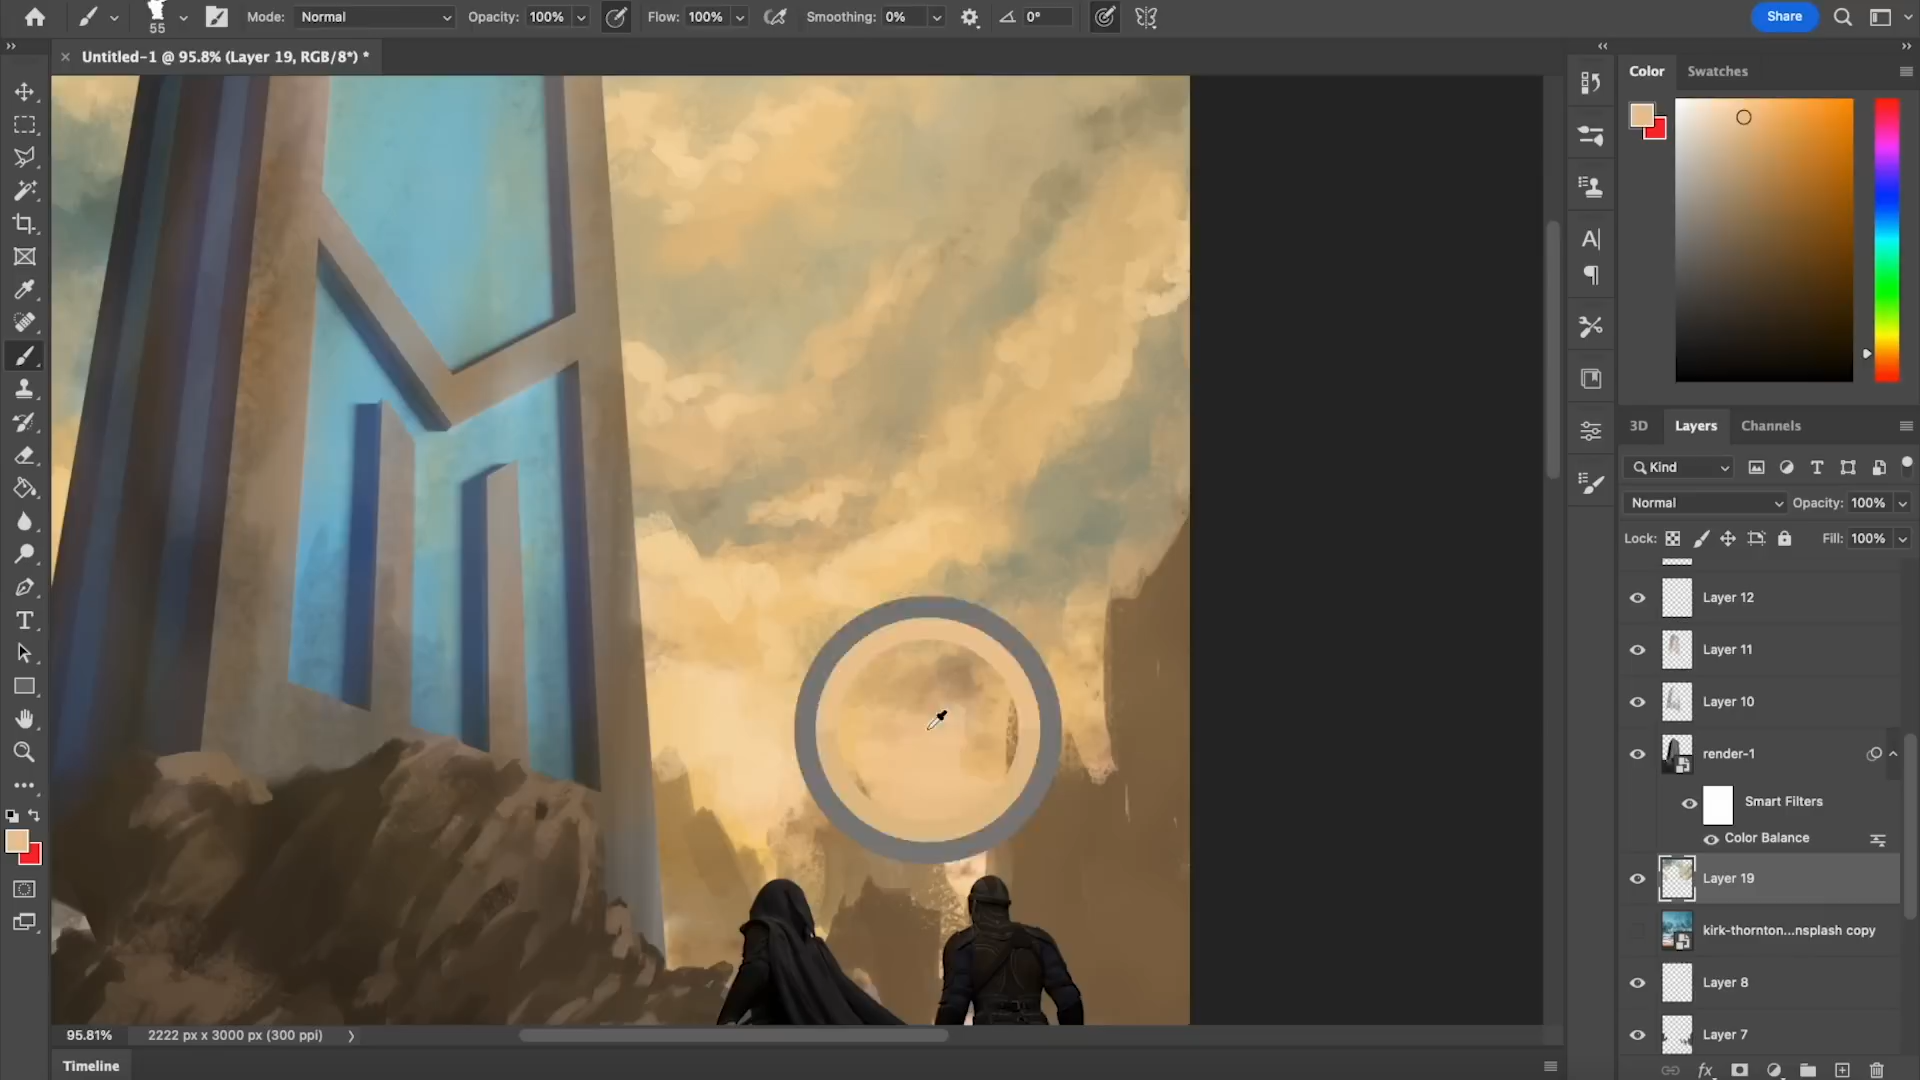 55
Mode: Normal
Opacity: 100%
Flow: 100%
Smoothing: 0%
0°
Share
Untitled-1 @ 95.8% (Layer 19, RGB/8*) *
Color
Swatches
3D
Layers
Channels
Kind
Normal
Opacity: 100%
Lock:
Fill: 100%
Layer 12
Layer 11
Layer 10
render-1
Smart Filters
Color Balance
Layer 19
kirk-thornton...nsplash copy
Layer 8
Layer 7
fx
95.81%
2222 px x 3000 px (300 ppi)
Timeline